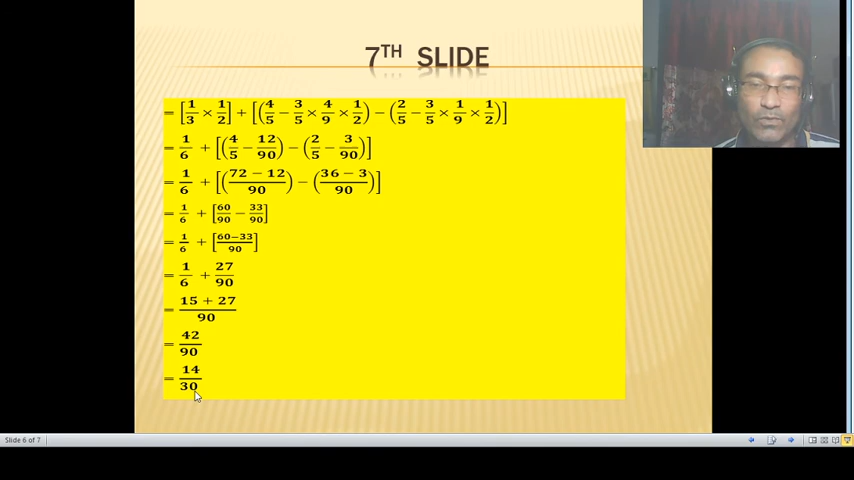 7TH SLIDE
= [1/3 × 1/2] + [(4/5 − 3/5 × 4/9 × 1/2) − (2/5 − 3/5 × 1/9 × 1/2)]
= 1/6 + [(4/5 − 12/90) − (2/5 − 3/90)]
= 1/6 + [(72 − 12/90) − (36 − 3/90)]
= 1/6 + [60/90 − 33/90]
= 1/6 + [60−33/90]
= 1/6 + 27/90
= 15 + 27/90
= 42/90
= 14/30
Slide 6 of 7